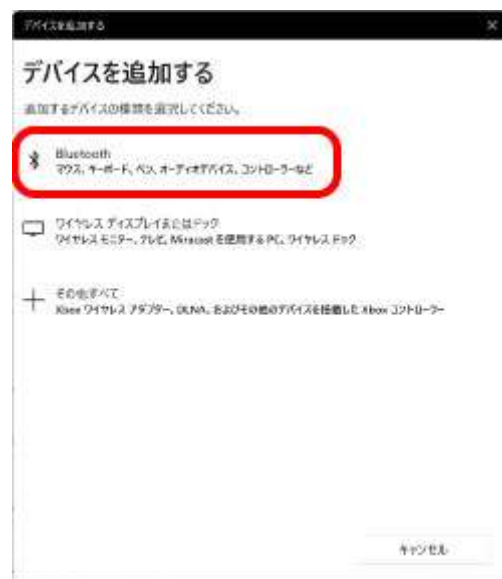 デバイスを追加する
デバイスを追加する
追加するデバイスの種類を選択してください。
Bluetooth
マウス、キーボード、ペン、オーディオデバイス、コントローラーなど
ワイヤレス ディスプレイまたはドック
ワイヤレス モニター、テレビ、Miracast を使用する PC、ワイヤレス ドック
その他すべて
Xbox ワイヤレス アダプター、DLNA、およびその他のデバイスを搭載した Xbox コントローラー
キャンセル